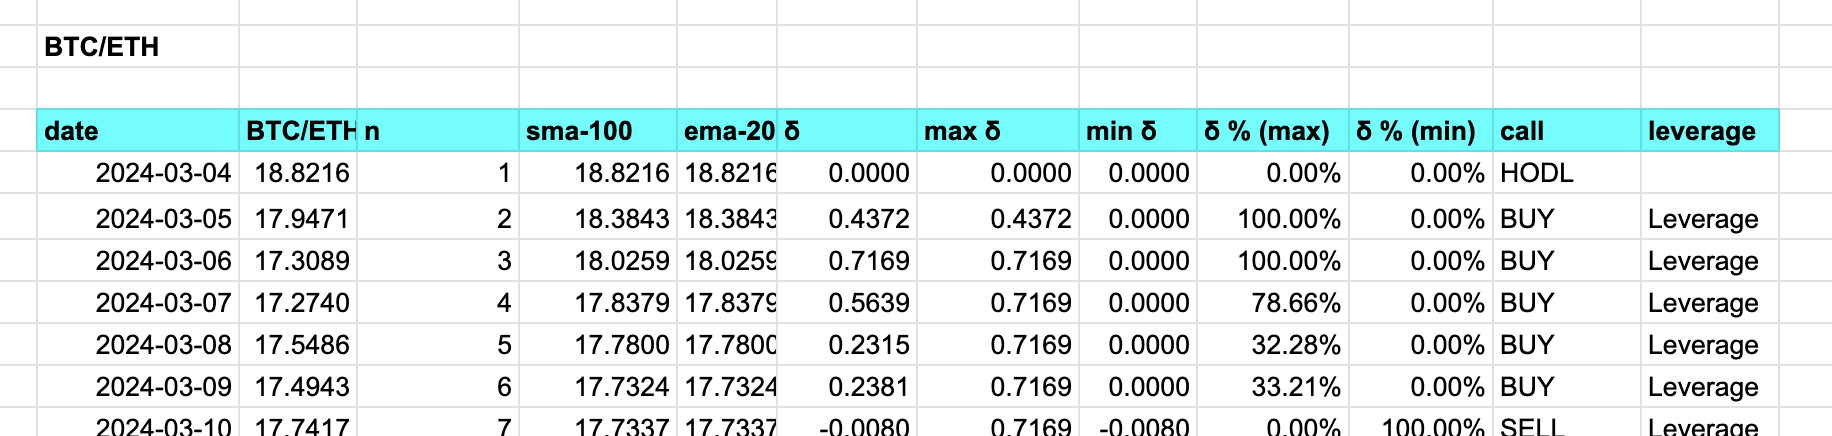 BTC/ETH
date BTC/ETH n sma-100 ema-20 δ max δ min δ δ % (max) δ % (min) call leverage
2024-03-04 18.8216 1 18.8216 18.8216 0.0000 0.0000 0.0000 0.00% 0.00% HODL
2024-03-05 17.9471 2 18.3843 18.3843 0.4372 0.4372 0.0000 100.00% 0.00% BUY Leverage
2024-03-06 17.3089 3 18.0259 18.0259 0.7169 0.7169 0.0000 100.00% 0.00% BUY Leverage
2024-03-07 17.2740 4 17.8379 17.8379 0.5639 0.7169 0.0000 78.66% 0.00% BUY Leverage
2024-03-08 17.5486 5 17.7800 17.7800 0.2315 0.7169 0.0000 32.28% 0.00% BUY Leverage
2024-03-09 17.4943 6 17.7324 17.7324 0.2381 0.7169 0.0000 33.21% 0.00% BUY Leverage
2024-03-10 17.7417 7 17.7337 17.7337 -0.0080 0.7169 -0.0080 0.00% 100.00% SELL Leverage